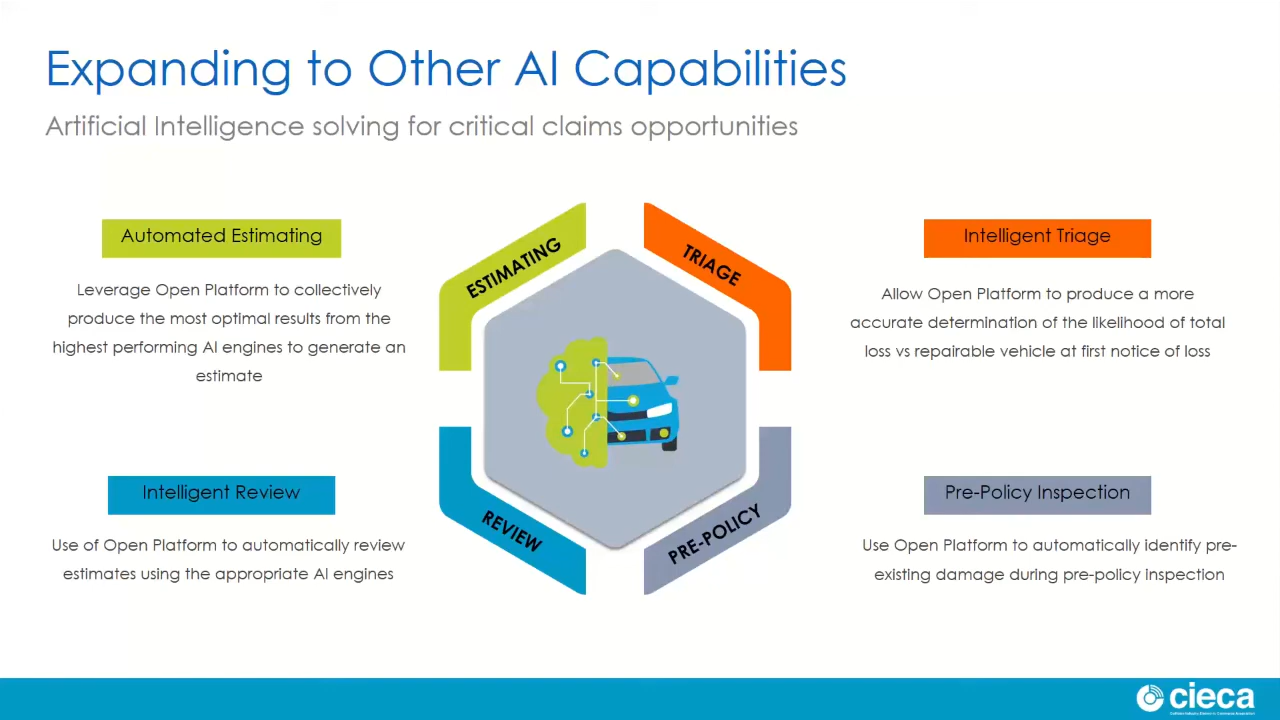 Expanding to Other AI Capabilities
Artificial Intelligence solving for critical claims opportunities
Automated Estimating
Leverage Open Platform to collectively
produce the most optimal results from the
highest performing AI engines to generate an
estimate
ESTIMATING
TRIAGE
Intelligent Triage
Allow Open Platform to produce a more
accurate determination of the likelihood of total
loss vs repairable vehicle at first notice of loss
Intelligent Review
Use of Open Platform to automatically review
estimates using the appropriate AI engines
REVIEW
PRE-POLICY
Pre-Policy Inspection
Use Open Platform to automatically identify pre-
existing damage during pre-policy inspection
cieca
Collision Industry Electronic Commerce Association